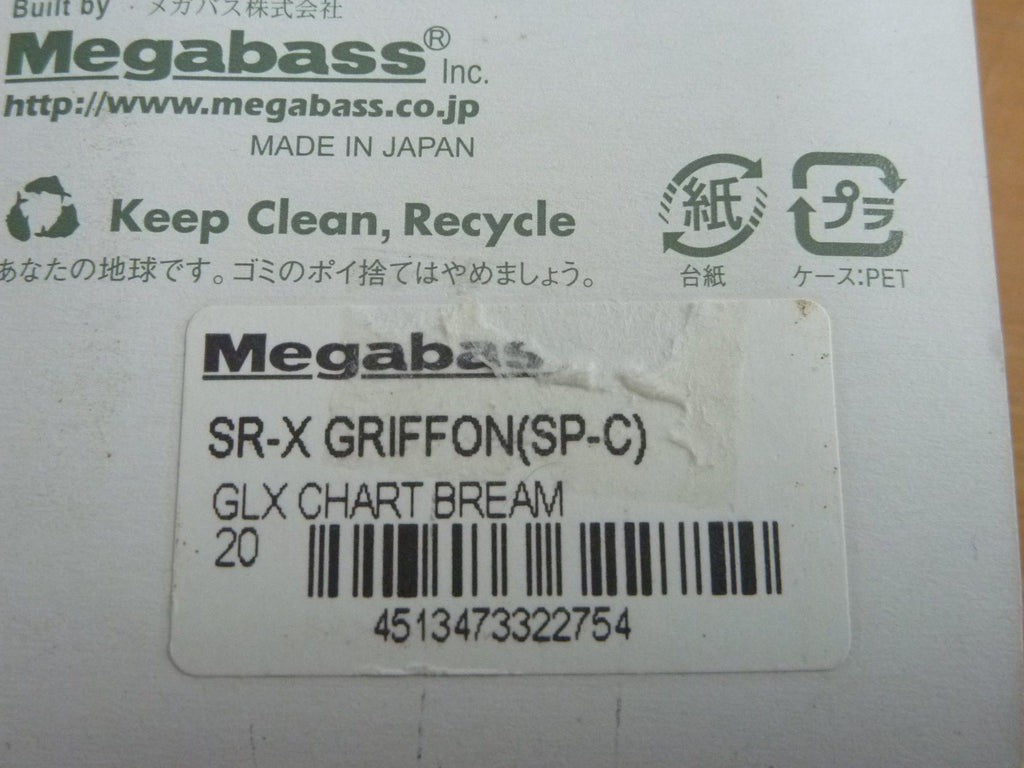 Built by ・メガバス株式会社
Megabass® Inc.
http://www.megabass.co.jp
MADE IN JAPAN
Keep Clean, Recycle
あなたの地球です。ゴミのポイ捨てはやめましょう。
紙
台紙
プラ
ケース:PET
Megabas
SR-X GRIFFON(SP-C)
GLX CHART BREAM
20
4513473322754